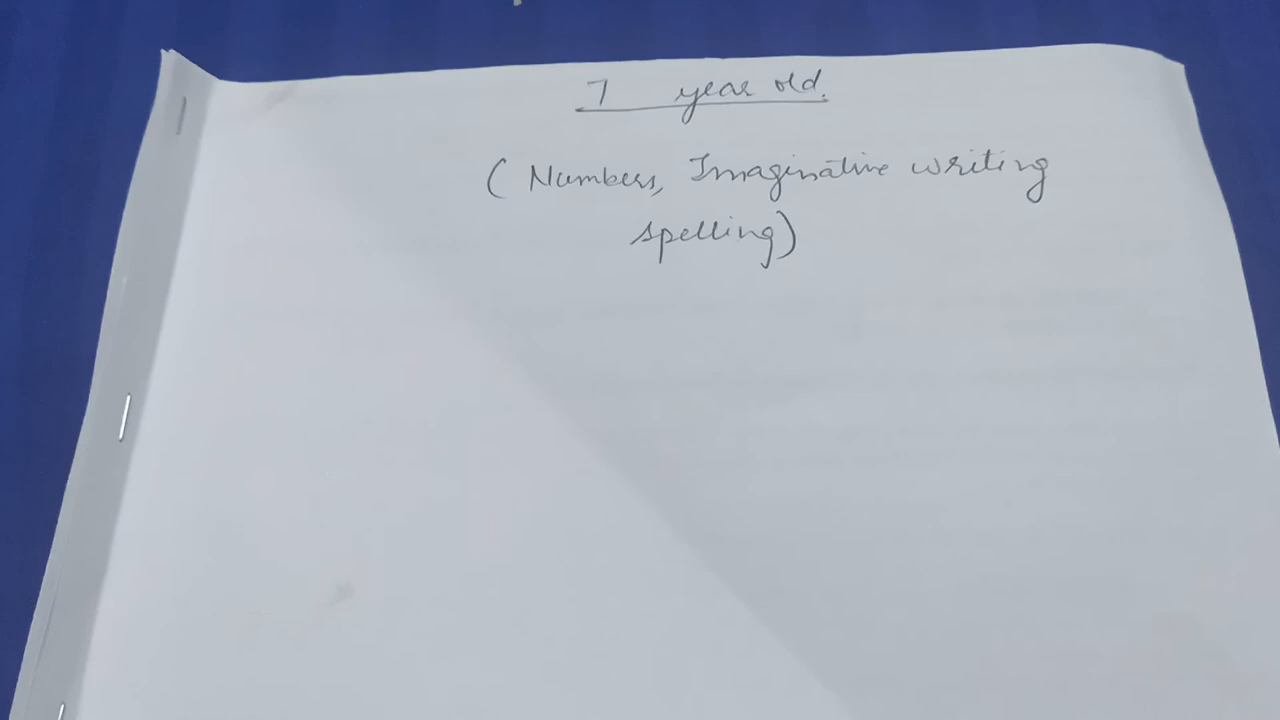 7 year old.
( Numbers, Imaginative writing
spelling)